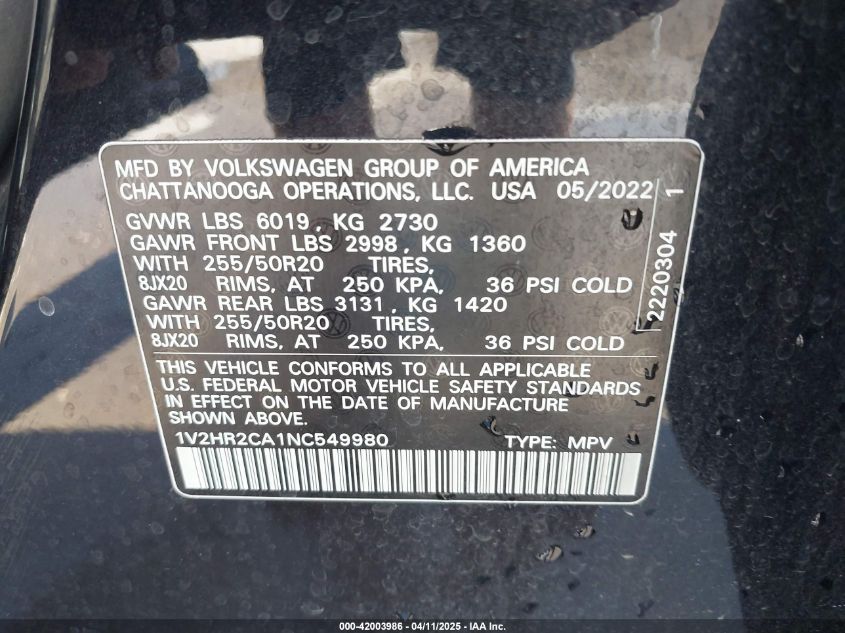 MFD BY VOLKSWAGEN GROUP OF AMERICA
CHATTANOOGA OPERATIONS, LLC. USA 05/2022
GVWR LBS 6019, KG 2730
GAWR FRONT LBS 2998, KG 1360
WITH 255/50R20 TIRES,
8JX20 RIMS, AT 250 KPA, 36 PSI COLD
GAWR REAR LBS 3131, KG 1420
WITH 255/50R20 TIRES,
8JX20 RIMS, AT 250 KPA, 36 PSI COLD
2220304 1
THIS VEHICLE CONFORMS TO ALL APPLICABLE
U.S. FEDERAL MOTOR VEHICLE SAFETY STANDARDS
IN EFFECT ON THE DATE OF MANUFACTURE
SHOWN ABOVE.
1V2HR2CA1NC549980 TYPE: MPV
000-42003986 - 04/11/2025 - IAA Inc.